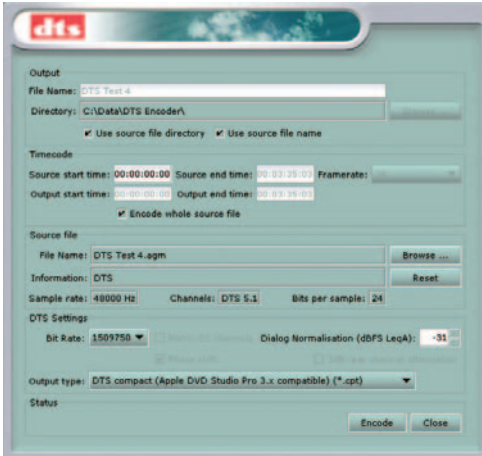 dts
Output
File Name: DTS Test 4
Directory: C:\Data\DTS Encoder\
Use source file directory Use source file name
Timecode
Source start time: 00:00:00:00 Source end time: 00:03:35:03 Framerate:
Output start time: 00:00:00:00 Output end time: 00:03:35:03
Encode whole source file
Source file
File Name: DTS Test 4.agm Browse ...
Information: DTS Reset
Sample rate: 48000 Hz Channels: DTS 5.1 Bits per sample: 24
DTS Settings
Bit Rate: 1509750 Dialog Normalisation (dBFS LeqA): -31
Output type: DTS compact (Apple DVD Studio Pro 3.x compatible) (*.cpt)
Status
Encode Close